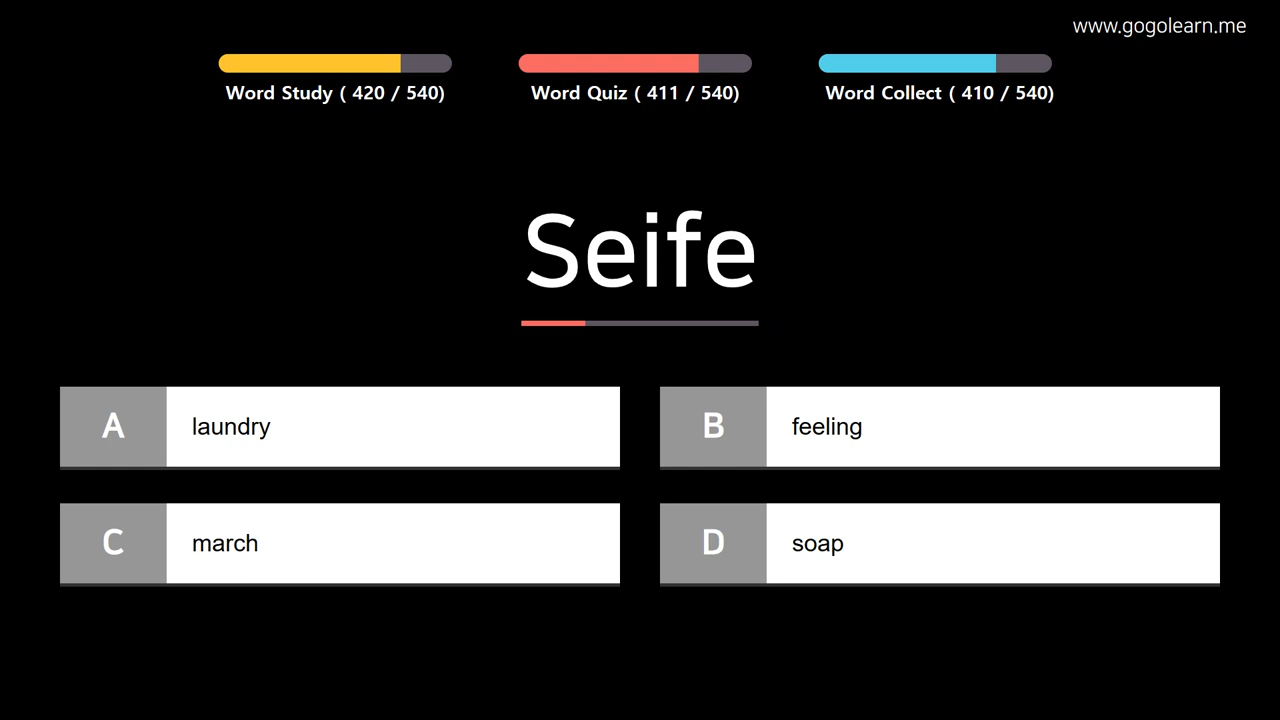 www.gogolearn.me
Word Study ( 420 / 540)
Word Quiz ( 411 / 540)
Word Collect ( 410 / 540)
Seife
A laundry
B feeling
C march
D soap